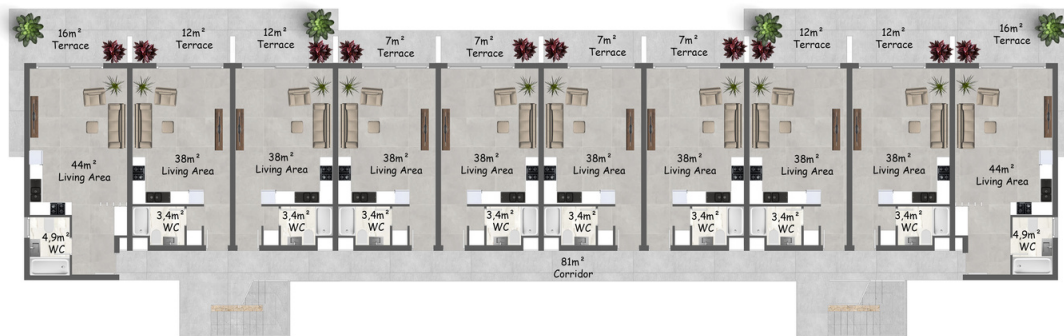 16m²
Terrace
12m²
Terrace
12m²
Terrace
7m²
Terrace
7m²
Terrace
7m²
Terrace
7m²
Terrace
12m²
Terrace
12m²
Terrace
16m²
Terrace
44m²
Living Area
38m²
Living Area
38m²
Living Area
38m²
Living Area
38m²
Living Area
38m²
Living Area
38m²
Living Area
38m²
Living Area
38m²
Living Area
44m²
Living Area
4,9m²
WC
3,4m²
WC
3,4m²
WC
3,4m²
WC
3,4m²
WC
3,4m²
WC
3,4m²
WC
3,4m²
WC
3,4m²
WC
4,9m²
WC
81m²
Corridor